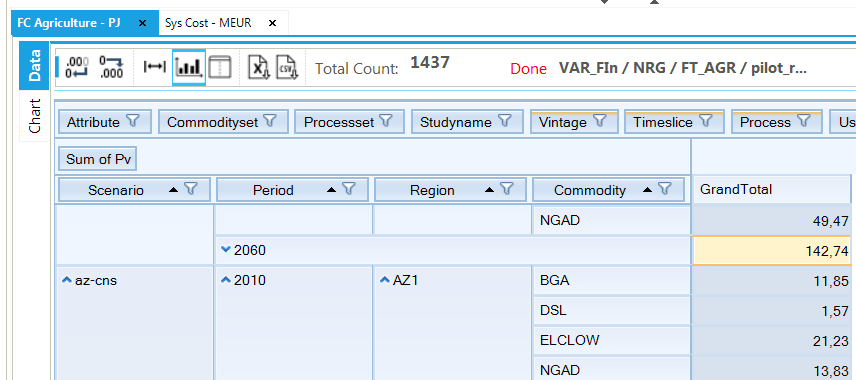 FC Agriculture - PJ × Sys Cost - MEUR ×
Data
Chart
.000 .000 CSV Total Count: 1437 Done VAR_FIn / NRG / FT_AGR / pilot_r...
Attribute Commodityset Processset Studyname Vintage Timeslice Process Us
Sum of Pv
Scenario Period Region Commodity GrandTotal
NGAD 49,47
2060 142,74
az-cns 2010 AZ1 BGA 11,85
DSL 1,57
ELCLOW 21,23
NGAD 13,83